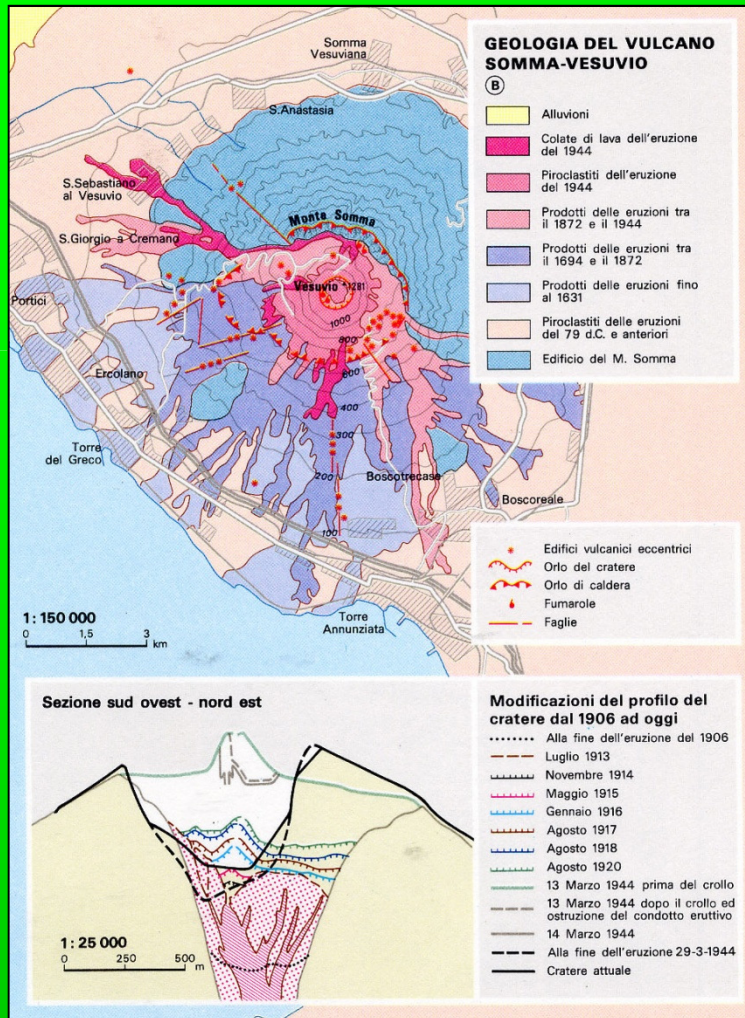 GEOLOGIA DEL VULCANO
SOMMA-VESUVIO
B
Alluvioni
Colate di lava dell'eruzione
del 1944
Piroclastiti dell'eruzione
del 1944
Prodotti delle eruzioni tra
il 1872 e il 1944
Prodotti delle eruzioni tra
il 1694 e il 1872
Prodotti delle eruzioni fino
al 1631
Piroclastiti delle eruzioni
del 79 d.C. e anteriori
Edificio del M. Somma
Somma
Vesuviana
S.Anastasia
S.Sebastiano
al Vesuvio
Monte Somma
S.Giorgio a Cremano
Vesuvio 1281
Portici
1000
800
600
Ercolano
400
300
Torre
del Greco
200
Boscotrecase
Boscoreale
100
Torre
Annunziata
1:150 000
0 1,5 3
km
Edifici vulcanici eccentrici
Orlo del cratere
Orlo di caldera
Fumarole
Faglie
Sezione sud ovest - nord est
1:25 000
0 250 500
m
Modificazioni del profilo del
cratere dal 1906 ad oggi
Alla fine dell'eruzione del 1906
Luglio 1913
Novembre 1914
Maggio 1915
Gennaio 1916
Agosto 1917
Agosto 1918
Agosto 1920
13 Marzo 1944 prima del crollo
13 Marzo 1944 dopo il crollo ed
ostruzione del condotto eruttivo
14 Marzo 1944
Alla fine dell'eruzione 29-3-1944
Cratere attuale